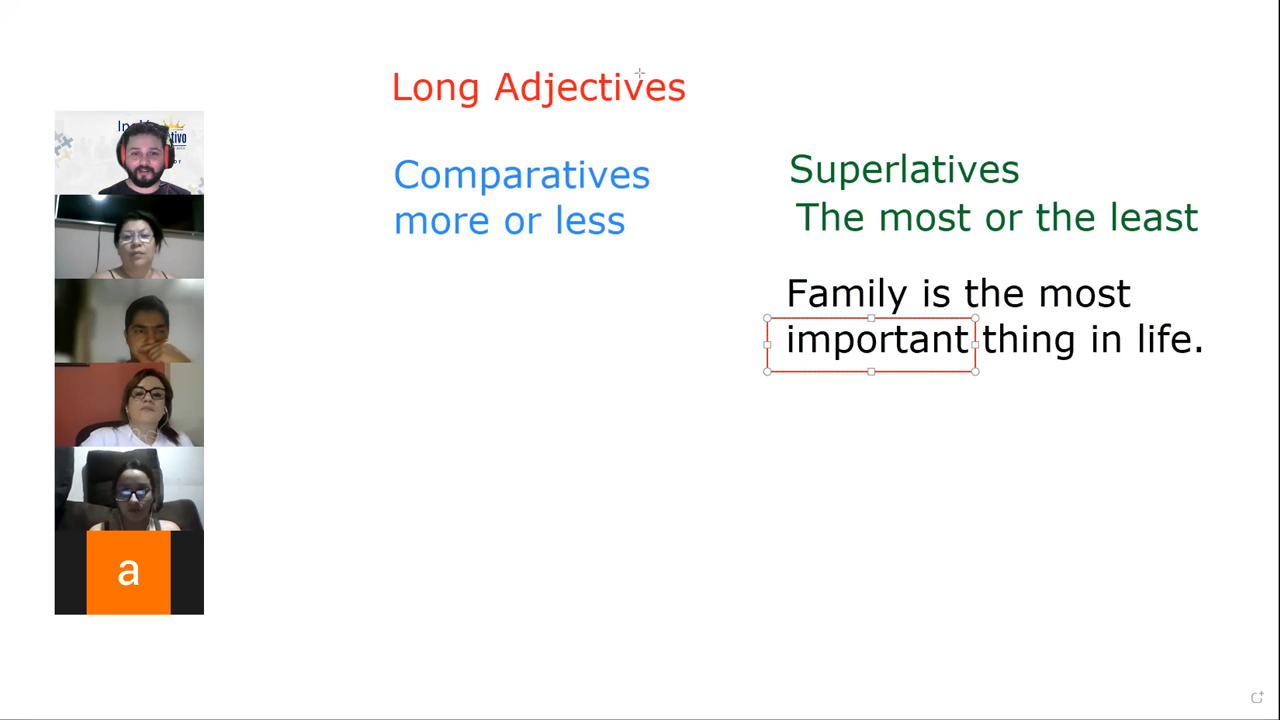 Long Adjectives
Comparatives
more or less
Superlatives
The most or the least
Family is the most
important thing in life.
a